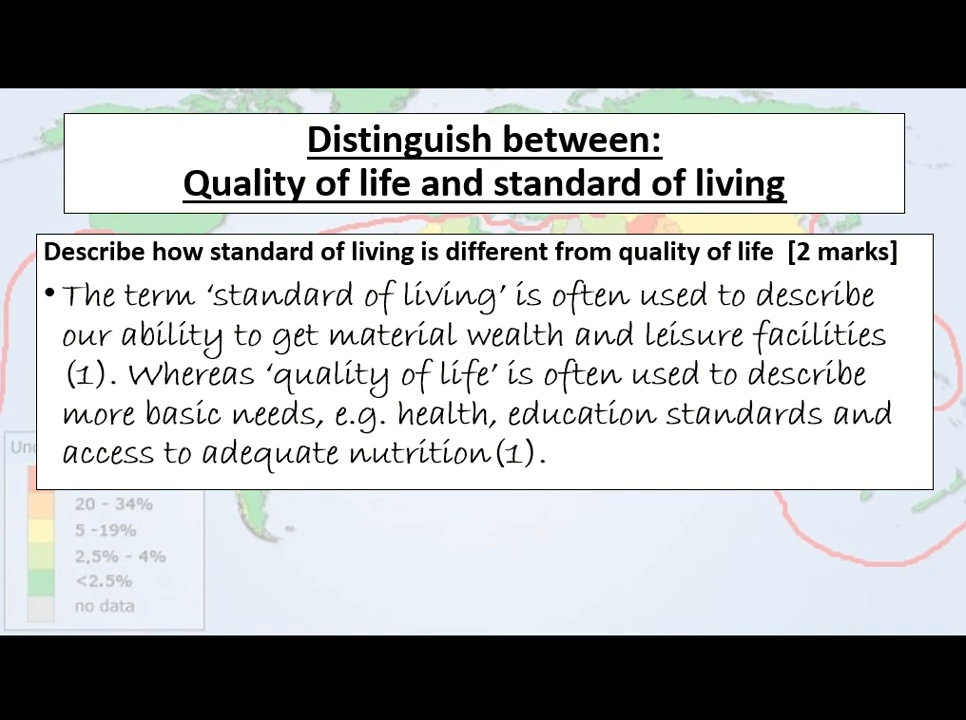 Distinguish between:
Quality of life and standard of living
Describe how standard of living is different from quality of life [2 marks]
• The term ‘standard of living’ is often used to describe
our ability to get material wealth and leisure facilities
(1). Whereas ‘quality of life’ is often used to describe
more basic needs, e.g. health, education standards and
access to adequate nutrition(1).
20 - 34%
5 -19%
2,5% - 4%
<2.5%
no data